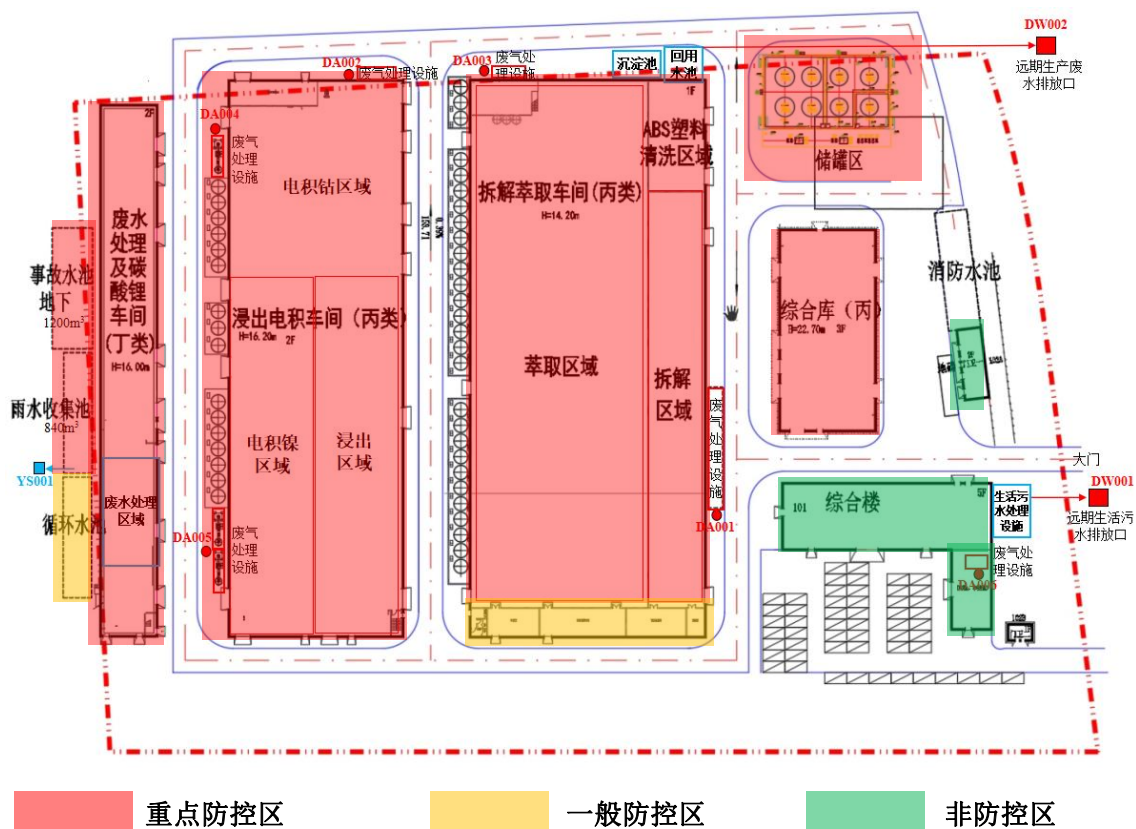 DW002
远期生产废
水排放口
DA002
废气处理设施
DA003
废气处
理设施
沉淀池
回用
水池
1F
2F
DA004
废气
处理
设施
电积钴区域
拆解萃取车间(丙类)
H=14.20m
ABS塑料
清洗区域
储罐区
废水
处理
及碳
酸锂
车间
(丁类)
H=16.00m
事故水池
地下
1200m³
0.30%
158.71
消防水池
浸出电积车间（丙类）
H=16.20m 2F
综合库（丙）
H=22.70m 3F
萃取区域
拆解
区域
雨水收集池
840m³
YS001
电积镍
区域
浸出
区域
废气处理设施
大门
DW001
远期生活污
水排放口
循环水池
废水处理
区域
DA005
废气
处理
设施
DA001
综合楼
101
5F
生活污
水处理
设施
废气处
理设施
DA006
重点防控区
一般防控区
非防控区